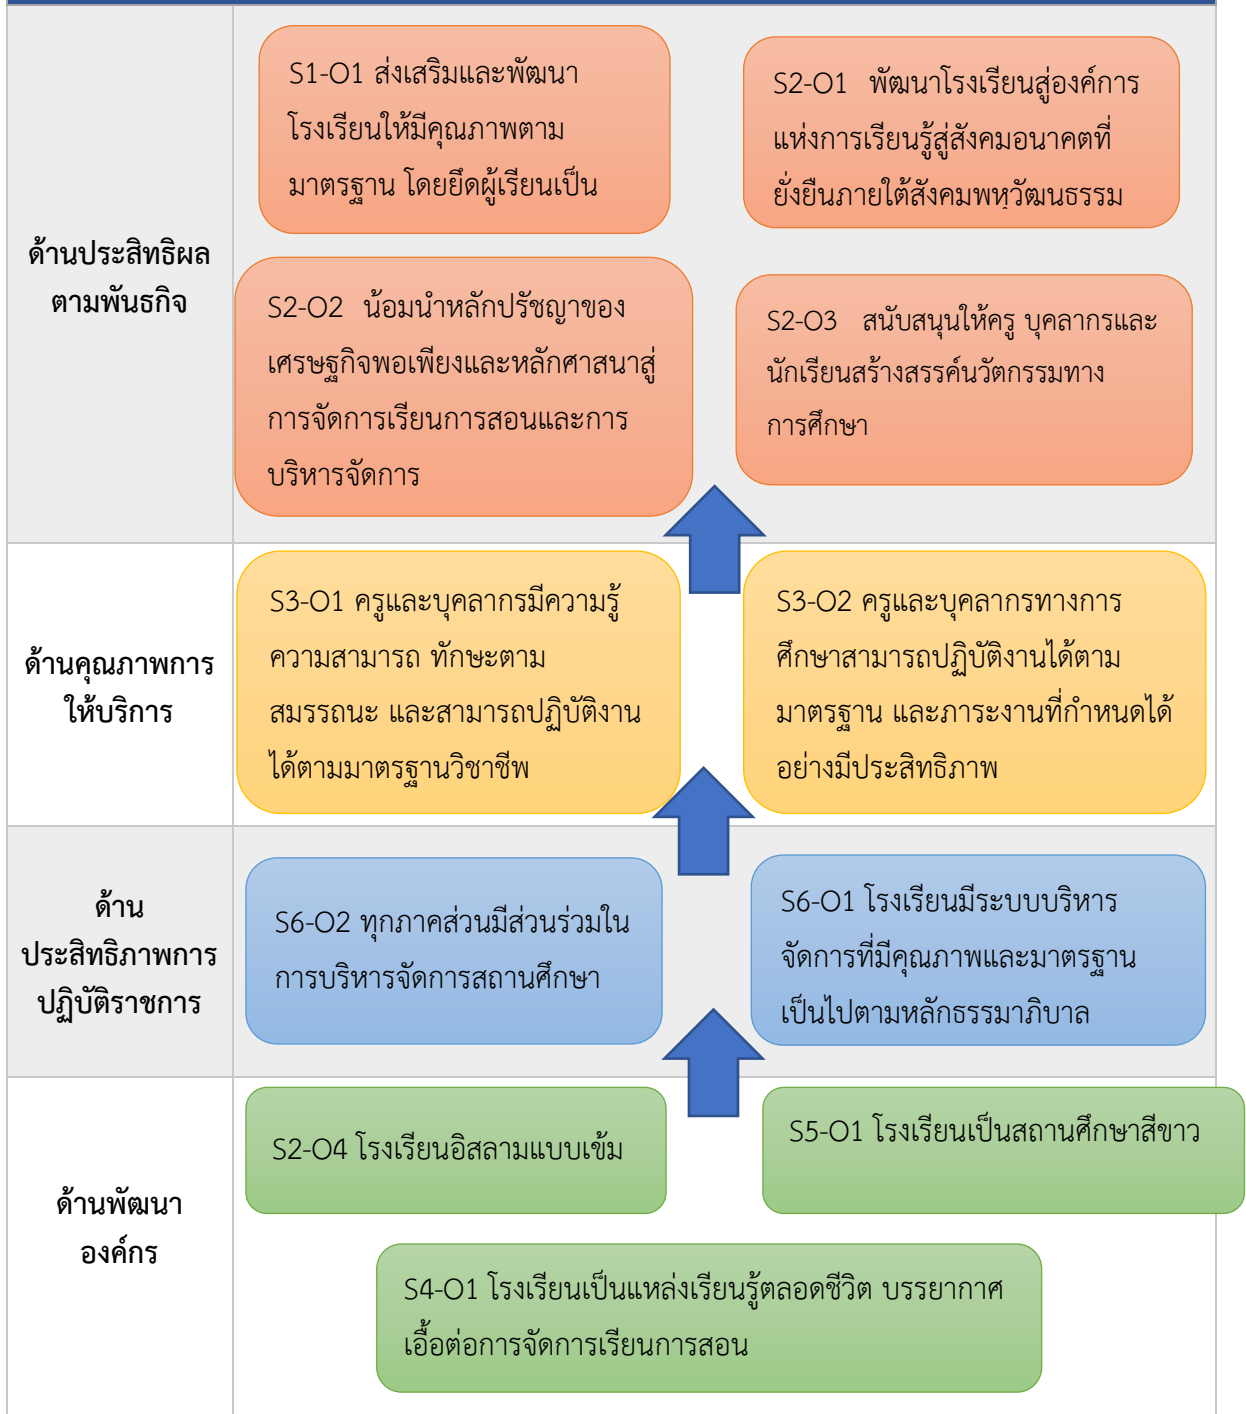 ด้านประสิทธิผล
ตามพันธกิจ
S1-O1 ส่งเสริมและพัฒนา
โรงเรียนให้มีคุณภาพตาม
มาตรฐาน โดยยึดผู้เรียนเป็น
S2-O1 พัฒนาโรงเรียนสู่องค์การ
แห่งการเรียนรู้สู่สังคมอนาคตที่
ยั่งยืนภายใต้สังคมพหุวัฒนธรรม
S2-O2 น้อมนำหลักปรัชญาของ
เศรษฐกิจพอเพียงและหลักศาสนาสู่
การจัดการเรียนการสอนและการ
บริหารจัดการ
S2-O3 สนับสนุนให้ครู บุคลากรและ
นักเรียนสร้างสรรค์นวัตกรรมทาง
การศึกษา
ด้านคุณภาพการ
ให้บริการ
S3-O1 ครูและบุคลากรมีความรู้
ความสามารถ ทักษะตาม
สมรรถนะ และสามารถปฏิบัติงาน
ได้ตามมาตรฐานวิชาชีพ
S3-O2 ครูและบุคลากรทางการ
ศึกษาสามารถปฏิบัติงานได้ตาม
มาตรฐาน และภาระงานที่กำหนดได้
อย่างมีประสิทธิภาพ
ด้าน
ประสิทธิภาพการ
ปฏิบัติราชการ
S6-O2 ทุกภาคส่วนมีส่วนร่วมใน
การบริหารจัดการสถานศึกษา
S6-O1 โรงเรียนมีระบบบริหาร
จัดการที่มีคุณภาพและมาตรฐาน
เป็นไปตามหลักธรรมาภิบาล
ด้านพัฒนา
องค์กร
S2-O4 โรงเรียนอิสลามแบบเข้ม
S5-O1 โรงเรียนเป็นสถานศึกษาสีขาว
S4-O1 โรงเรียนเป็นแหล่งเรียนรู้ตลอดชีวิต บรรยากาศ
เอื้อต่อการจัดการเรียนการสอน